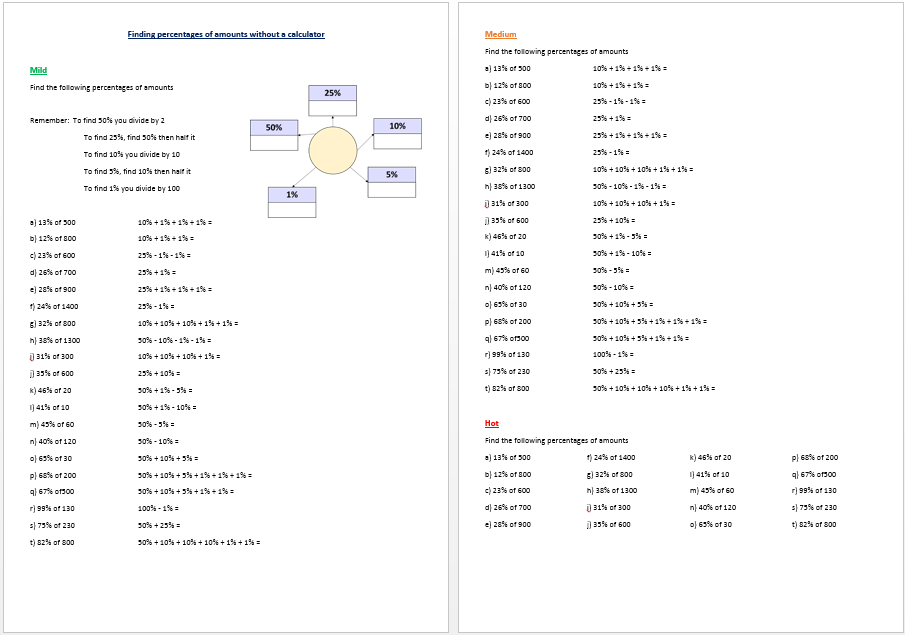 Finding percentages of amounts without a calculator
Mild
Find the following percentages of amounts
25%
50%
10%
5%
1%
Remember: To find 50% you divide by 2
To find 25%, find 50% then half it
To find 10% you divide by 10
To find 5%, find 10% then half it
To find 1% you divide by 100
a) 13% of 500 10% + 1% + 1% + 1% =
b) 12% of 800 10% + 1% + 1% =
c) 23% of 600 25% - 1% - 1% =
d) 26% of 700 25% + 1% =
e) 28% of 900 25% + 1% + 1% + 1% =
f) 24% of 1400 25% - 1% =
g) 32% of 800 10% + 10% + 10% + 1% + 1% =
h) 38% of 1300 50% - 10% - 1% - 1% =
i) 31% of 300 10% + 10% + 10% + 1% =
j) 35% of 600 25% + 10% =
k) 46% of 20 50% + 1% - 5% =
l) 41% of 10 50% + 1% - 10% =
m) 45% of 60 50% - 5% =
n) 40% of 120 50% - 10% =
o) 65% of 30 50% + 10% + 5% =
p) 68% of 200 50% + 10% + 5% + 1% + 1% + 1% =
q) 67% of500 50% + 10% + 5% + 1% + 1% =
r) 99% of 130 100% - 1% =
s) 75% of 230 50% + 25% =
t) 82% of 800 50% + 10% + 10% + 10% + 1% + 1% =
Medium
Find the following percentages of amounts
a) 13% of 500 10% + 1% + 1% + 1% =
b) 12% of 800 10% + 1% + 1% =
c) 23% of 600 25% - 1% - 1% =
d) 26% of 700 25% + 1% =
e) 28% of 900 25% + 1% + 1% + 1% =
f) 24% of 1400 25% - 1% =
g) 32% of 800 10% + 10% + 10% + 1% + 1% =
h) 38% of 1300 50% - 10% - 1% - 1% =
i) 31% of 300 10% + 10% + 10% + 1% =
j) 35% of 600 25% + 10% =
k) 46% of 20 50% + 1% - 5% =
l) 41% of 10 50% + 1% - 10% =
m) 45% of 60 50% - 5% =
n) 40% of 120 50% - 10% =
o) 65% of 30 50% + 10% + 5% =
p) 68% of 200 50% + 10% + 5% + 1% + 1% + 1% =
q) 67% of500 50% + 10% + 5% + 1% + 1% =
r) 99% of 130 100% - 1% =
s) 75% of 230 50% + 25% =
t) 82% of 800 50% + 10% + 10% + 10% + 1% + 1% =
Hot
Find the following percentages of amounts
a) 13% of 500 f) 24% of 1400 k) 46% of 20 p) 68% of 200
b) 12% of 800 g) 32% of 800 l) 41% of 10 q) 67% of500
c) 23% of 600 h) 38% of 1300 m) 45% of 60 r) 99% of 130
d) 26% of 700 i) 31% of 300 n) 40% of 120 s) 75% of 230
e) 28% of 900 j) 35% of 600 o) 65% of 30 t) 82% of 800